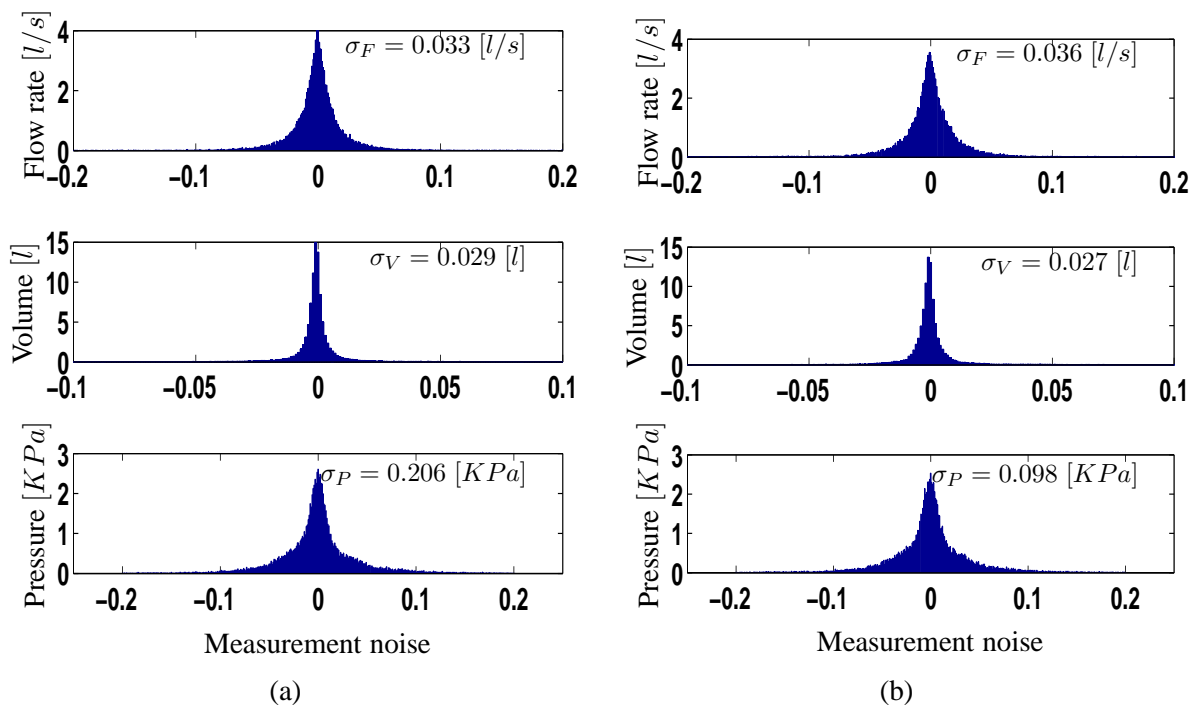 Flow rate [l/s]
4
2
0
σ_F = 0.033 [l/s]
−0.2 −0.1 0 0.1 0.2
Volume [l]
15
10
5
0
σ_V = 0.029 [l]
−0.1 −0.05 0 0.05 0.1
Pressure [KPa]
3
2
1
0
σ_P = 0.206 [KPa]
−0.2 −0.1 0 0.1 0.2
Measurement noise
(a)
Flow rate [l/s]
4
2
0
σ_F = 0.036 [l/s]
−0.2 −0.1 0 0.1 0.2
Volume [l]
15
10
5
0
σ_V = 0.027 [l]
−0.1 −0.05 0 0.05 0.1
Pressure [KPa]
3
2
1
0
σ_P = 0.098 [KPa]
−0.2 −0.1 0 0.1 0.2
Measurement noise
(b)